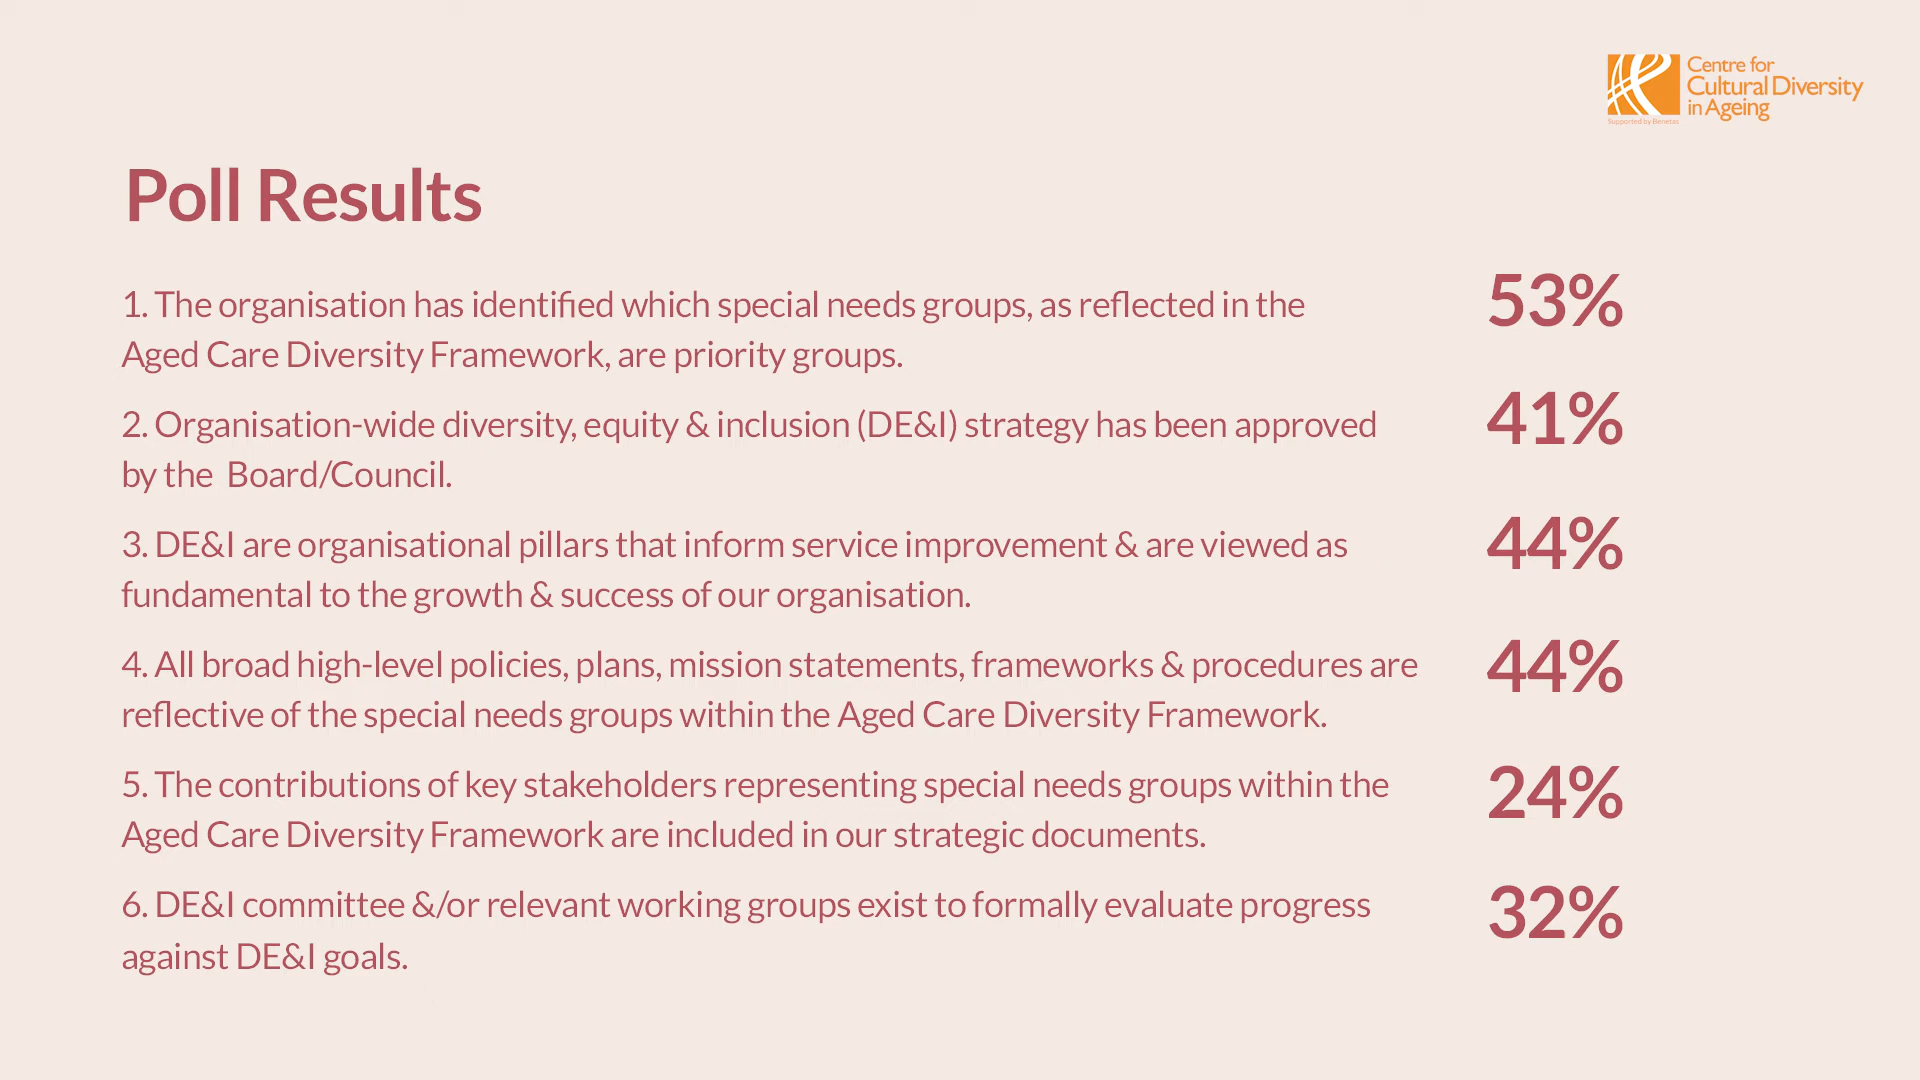 Centre for
Cultural Diversity
in Ageing
Supported by Benetas
Poll Results
1. The organisation has identified which special needs groups, as reflected in the
Aged Care Diversity Framework, are priority groups.
53%
2. Organisation-wide diversity, equity & inclusion (DE&I) strategy has been approved
by the  Board/Council.
41%
3. DE&I are organisational pillars that inform service improvement & are viewed as
fundamental to the growth & success of our organisation.
44%
4. All broad high-level policies, plans, mission statements, frameworks & procedures are
reflective of the special needs groups within the Aged Care Diversity Framework.
44%
5. The contributions of key stakeholders representing special needs groups within the
Aged Care Diversity Framework are included in our strategic documents.
24%
6. DE&I committee &/or relevant working groups exist to formally evaluate progress
against DE&I goals.
32%